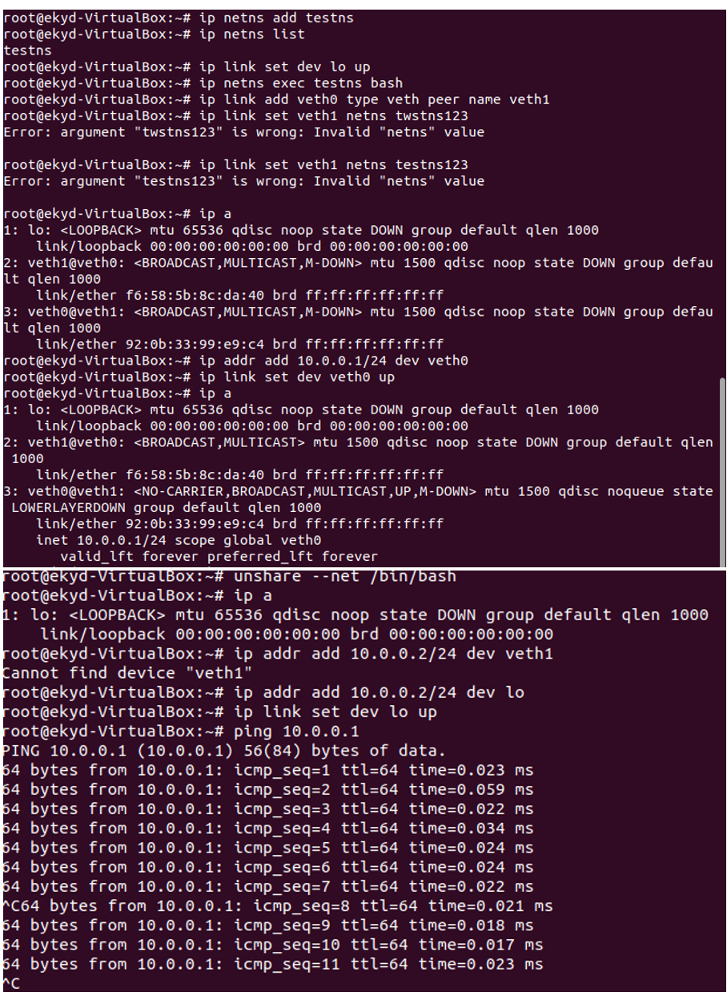 root@ekyd-VirtualBox:~# ip netns add testns
root@ekyd-VirtualBox:~# ip netns list
testns
root@ekyd-VirtualBox:~# ip link set dev lo up
root@ekyd-VirtualBox:~# ip netns exec testns bash
root@ekyd-VirtualBox:~# ip link add veth0 type veth peer name veth1
root@ekyd-VirtualBox:~# ip link set veth1 netns twstns123
Error: argument "twstns123" is wrong: Invalid "netns" value
root@ekyd-VirtualBox:~# ip link set veth1 netns testns123
Error: argument "testns123" is wrong: Invalid "netns" value
root@ekyd-VirtualBox:~# ip a
1: lo: <LOOPBACK> mtu 65536 qdisc noop state DOWN group default qlen 1000
    link/loopback 00:00:00:00:00:00 brd 00:00:00:00:00:00
2: veth1@veth0: <BROADCAST,MULTICAST,M-DOWN> mtu 1500 qdisc noop state DOWN group defau
lt qlen 1000
    link/ether f6:58:5b:8c:da:40 brd ff:ff:ff:ff:ff:ff
3: veth0@veth1: <BROADCAST,MULTICAST,M-DOWN> mtu 1500 qdisc noop state DOWN group defau
lt qlen 1000
    link/ether 92:0b:33:99:e9:c4 brd ff:ff:ff:ff:ff:ff
root@ekyd-VirtualBox:~# ip addr add 10.0.0.1/24 dev veth0
root@ekyd-VirtualBox:~# ip link set dev veth0 up
root@ekyd-VirtualBox:~# ip a
1: lo: <LOOPBACK> mtu 65536 qdisc noop state DOWN group default qlen 1000
    link/loopback 00:00:00:00:00:00 brd 00:00:00:00:00:00
2: veth1@veth0: <BROADCAST,MULTICAST> mtu 1500 qdisc noop state DOWN group default qlen
 1000
    link/ether f6:58:5b:8c:da:40 brd ff:ff:ff:ff:ff:ff
3: veth0@veth1: <NO-CARRIER,BROADCAST,MULTICAST,UP,M-DOWN> mtu 1500 qdisc noqueue state
 LOWERLAYERDOWN group default qlen 1000
    link/ether 92:0b:33:99:e9:c4 brd ff:ff:ff:ff:ff:ff
    inet 10.0.0.1/24 scope global veth0
       valid_lft forever preferred_lft forever
root@ekyd-VirtualBox:~# unshare --net /bin/bash
root@ekyd-VirtualBox:~# ip a
1: lo: <LOOPBACK> mtu 65536 qdisc noop state DOWN group default qlen 1000
    link/loopback 00:00:00:00:00:00 brd 00:00:00:00:00:00
root@ekyd-VirtualBox:~# ip addr add 10.0.0.2/24 dev veth1
Cannot find device "veth1"
root@ekyd-VirtualBox:~# ip addr add 10.0.0.2/24 dev lo
root@ekyd-VirtualBox:~# ip link set dev lo up
root@ekyd-VirtualBox:~# ping 10.0.0.1
PING 10.0.0.1 (10.0.0.1) 56(84) bytes of data.
64 bytes from 10.0.0.1: icmp_seq=1 ttl=64 time=0.023 ms
64 bytes from 10.0.0.1: icmp_seq=2 ttl=64 time=0.059 ms
64 bytes from 10.0.0.1: icmp_seq=3 ttl=64 time=0.022 ms
64 bytes from 10.0.0.1: icmp_seq=4 ttl=64 time=0.034 ms
64 bytes from 10.0.0.1: icmp_seq=5 ttl=64 time=0.024 ms
64 bytes from 10.0.0.1: icmp_seq=6 ttl=64 time=0.024 ms
64 bytes from 10.0.0.1: icmp_seq=7 ttl=64 time=0.022 ms
^C64 bytes from 10.0.0.1: icmp_seq=8 ttl=64 time=0.021 ms
64 bytes from 10.0.0.1: icmp_seq=9 ttl=64 time=0.018 ms
64 bytes from 10.0.0.1: icmp_seq=10 ttl=64 time=0.017 ms
64 bytes from 10.0.0.1: icmp_seq=11 ttl=64 time=0.023 ms
^C